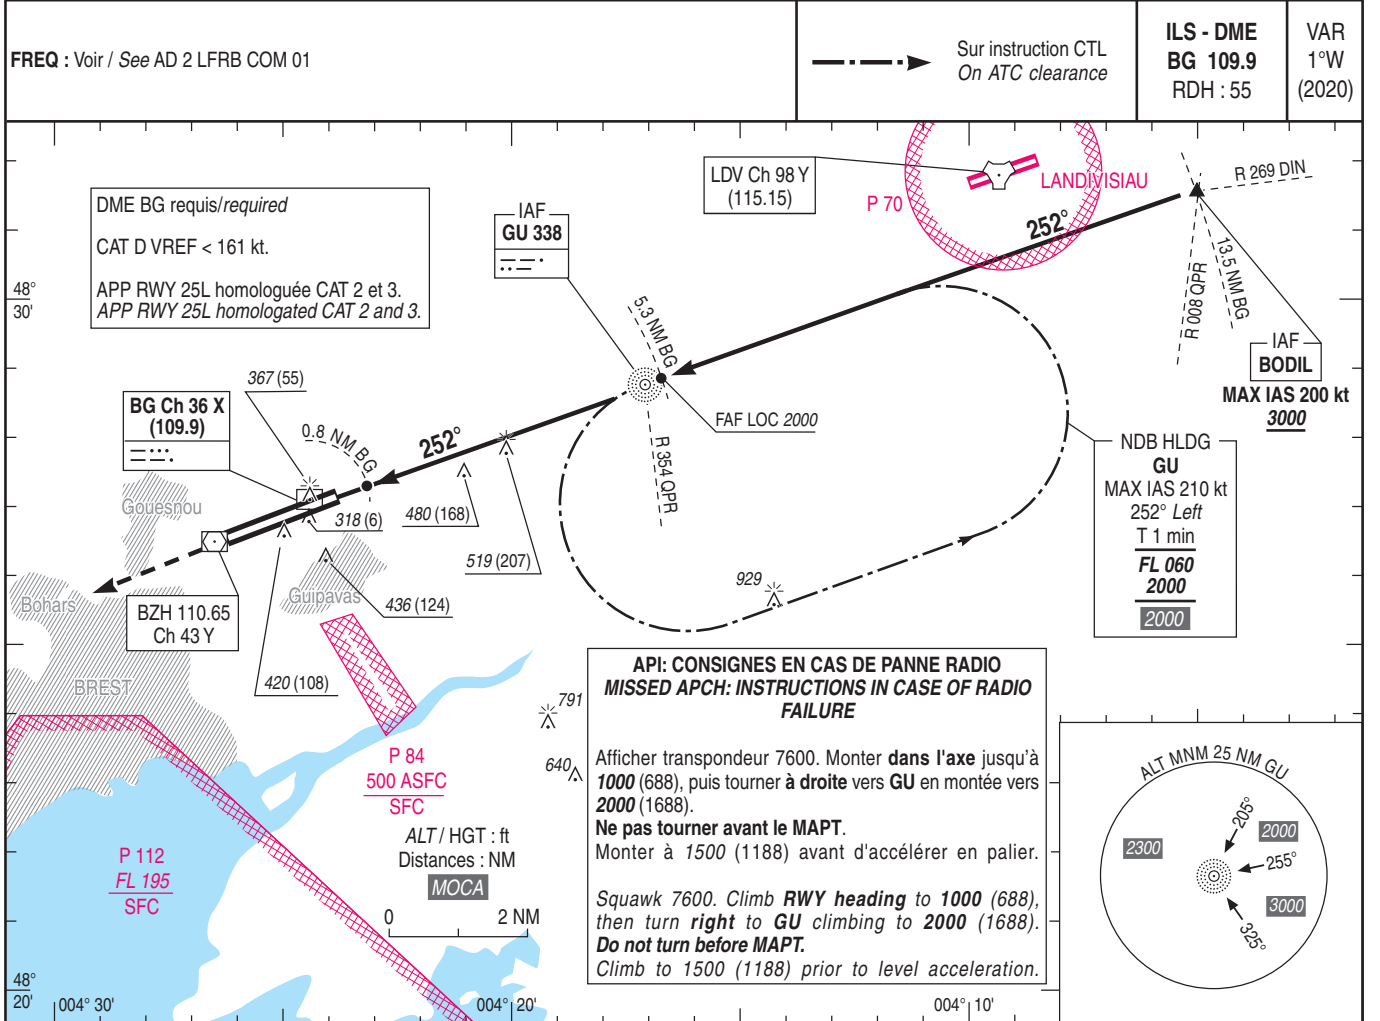 FREQ : Voir / See AD 2 LFRB COM 01
Sur instruction CTL
On ATC clearance
ILS - DME
BG 109.9
RDH : 55
VAR
1°W
(2020)
DME BG requis/required
CAT D VREF < 161 kt.
APP RWY 25L homologuée CAT 2 et 3.
APP RWY 25L homologated CAT 2 and 3.
IAF
GU 338
LDV Ch 98 Y
(115.15)
P 70
LANDIVISIAU
252°
R 269 DIN
13.5 NM BG
R 008 QPR
IAF
BODIL
MAX IAS 200 kt
3000
48°
30'
5.3 NM BG
FAF LOC 2000
R 354 QPR
367 (55)
BG Ch 36 X
(109.9)
0.8 NM BG
252°
NDB HLDG
GU
MAX IAS 210 kt
252° Left
T 1 min
FL 060
2000
2000
Gouesnou
318 (6)
480 (168)
519 (207)
929
Bohars
Guipavas
436 (124)
BZH 110.65
Ch 43 Y
BREST
420 (108)
791
640
P 84
500 ASFC
SFC
P 112
FL 195
SFC
ALT / HGT : ft
Distances : NM
MOCA
0 2 NM
API: CONSIGNES EN CAS DE PANNE RADIO
MISSED APCH: INSTRUCTIONS IN CASE OF RADIO
FAILURE
Afficher transpondeur 7600. Monter dans l'axe jusqu'à
1000 (688), puis tourner à droite vers GU en montée vers
2000 (1688).
Ne pas tourner avant le MAPT.
Monter à 1500 (1188) avant d'accélérer en palier.
Squawk 7600. Climb RWY heading to 1000 (688),
then turn right to GU climbing to 2000 (1688).
Do not turn before MAPT.
Climb to 1500 (1188) prior to level acceleration.
ALT MNM 25 NM GU
205°
2000
2300
255°
3000
325°
48°
20'
004° 30'
004° 20'
004° 10'